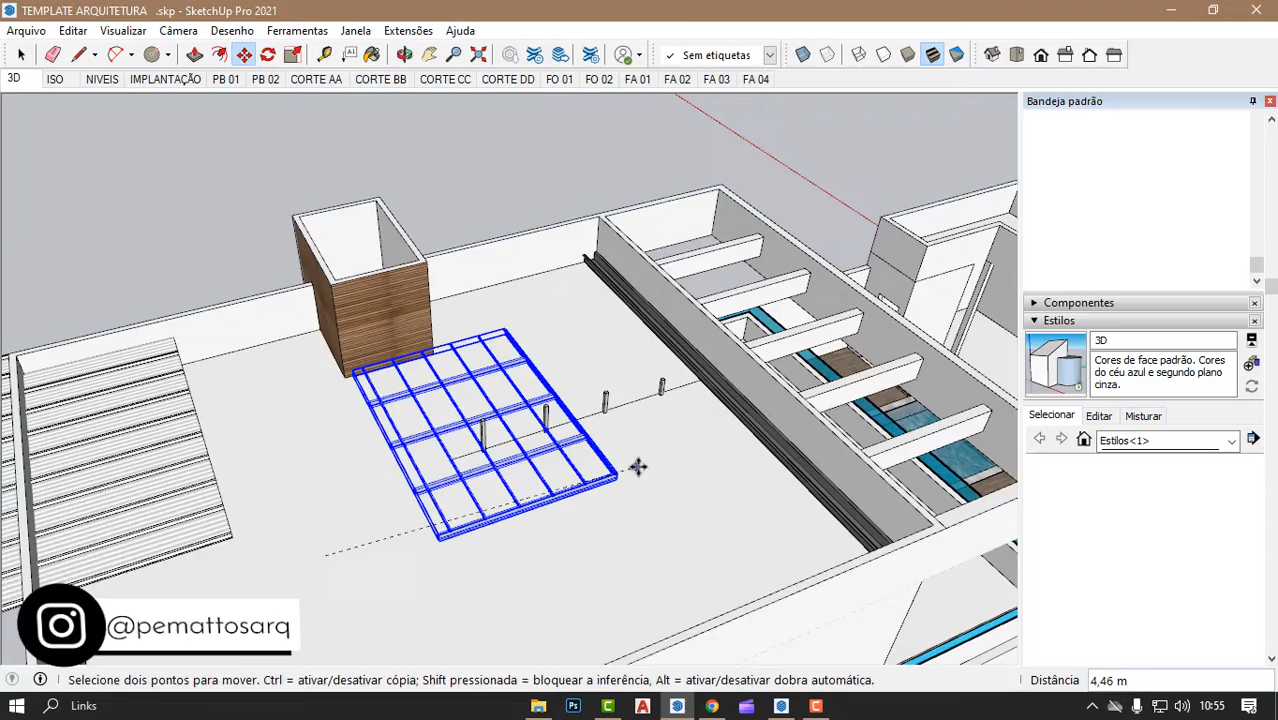 TEMPLATE ARQUITETURA .skp - SketchUp Pro 2021
Arquivo Editar Visualizar Câmera Desenho Ferramentas Janela Extensões Ajuda
Sem etiquetas
3D ISO NIVEIS IMPLANTAÇÃO PB 01 PB 02 CORTE AA CORTE BB CORTE CC CORTE DD FO 01 FO 02 FA 01 FA 02 FA 03 FA 04
Bandeja padrão
Componentes
Estilos
3D
Cores de face padrão. Cores
do céu azul e segundo plano
cinza.
Selecionar Editar Misturar
Estilos<1>
@pemattosarq
Selecione dois pontos para mover. Ctrl = ativar/desativar cópia; Shift pressionada = bloquear a inferência, Alt = ativar/desativar dobra automática.
Distância 4,46 m
Links
Ps
10:55